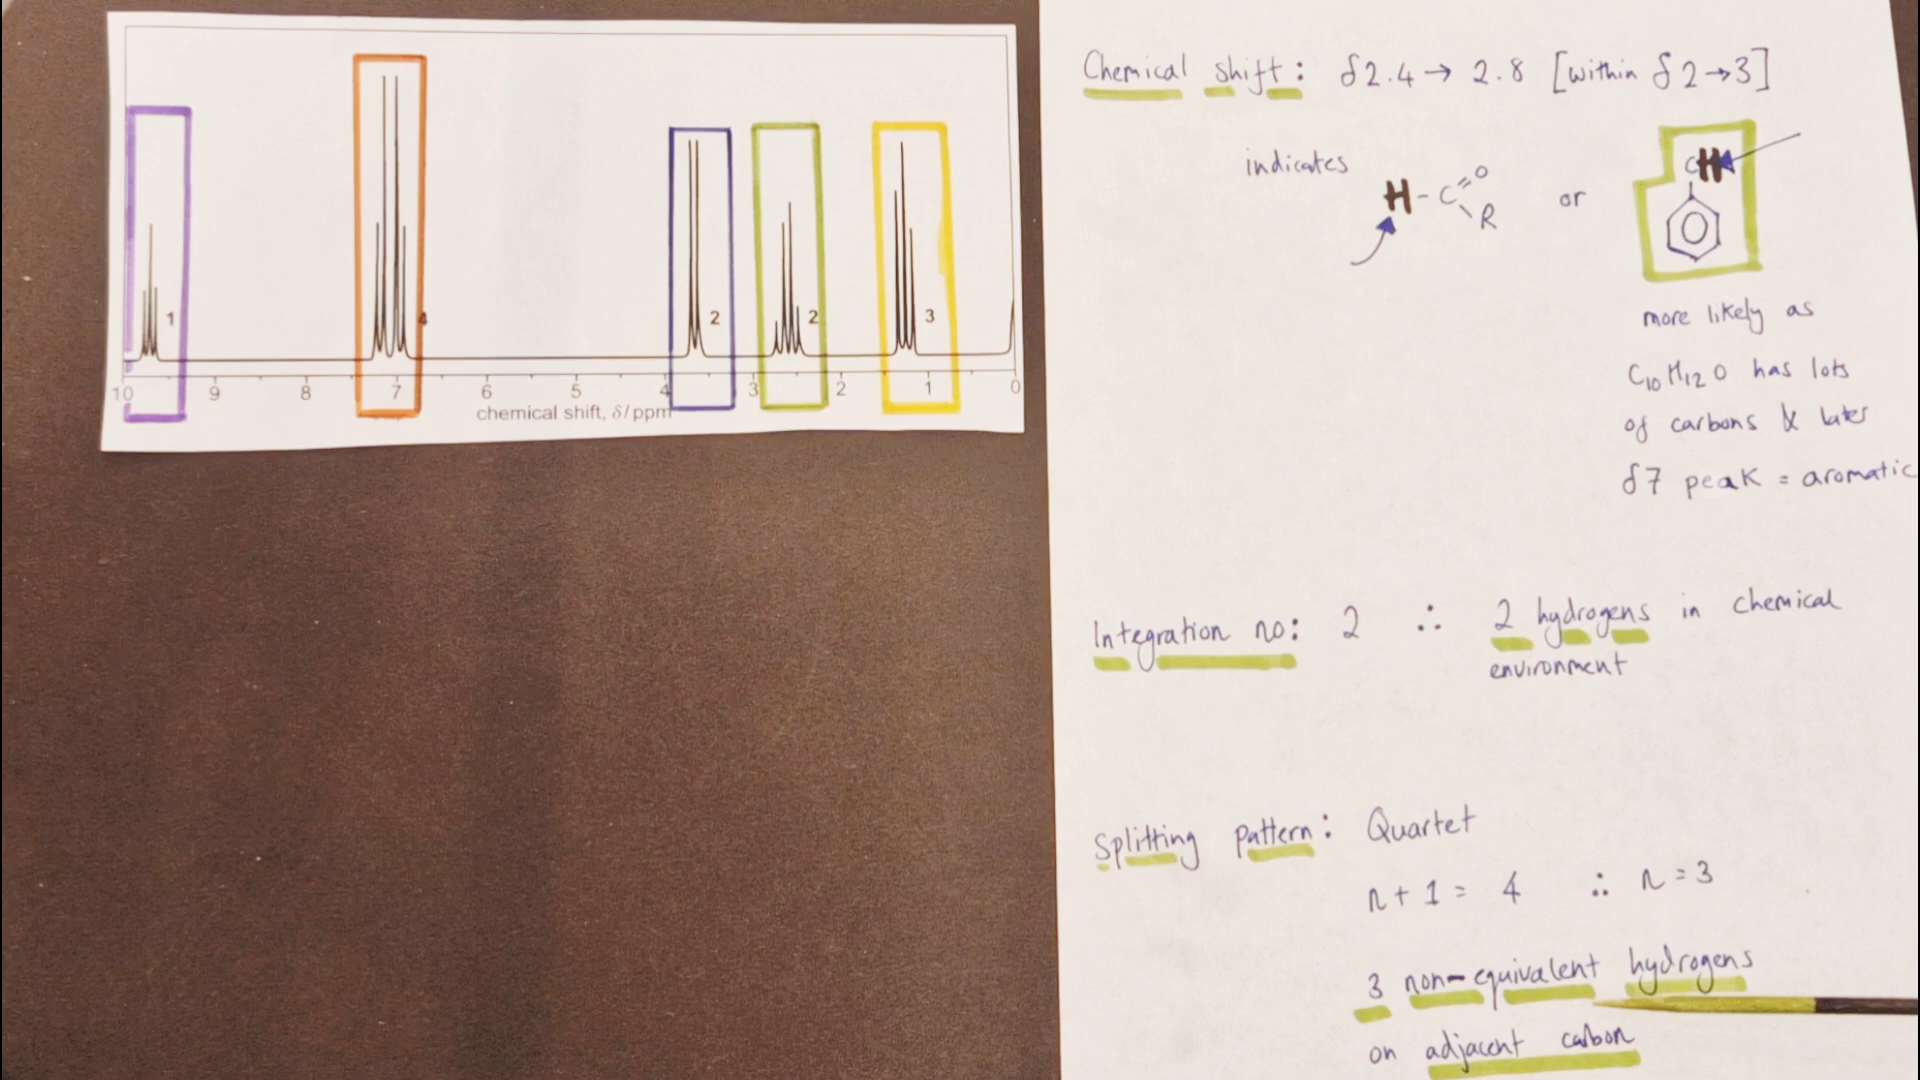 1
4
2
2
3
10 9 8 7 6 5 4 3 2 1 0
chemical shift, δ/ppm
Chemical shift: δ2.4 → 2.8 [within δ 2→3]
indicates
H - C
O
R
or
CH
more likely as
C10H12O has lots
of carbons & later
δ7 peak = aromatic
Integration no: 2 ∴ 2 hydrogens in chemical
environment
Splitting pattern: Quartet
n + 1 = 4 ∴ n = 3
3 non-equivalent hydrogens
on adjacent carbon